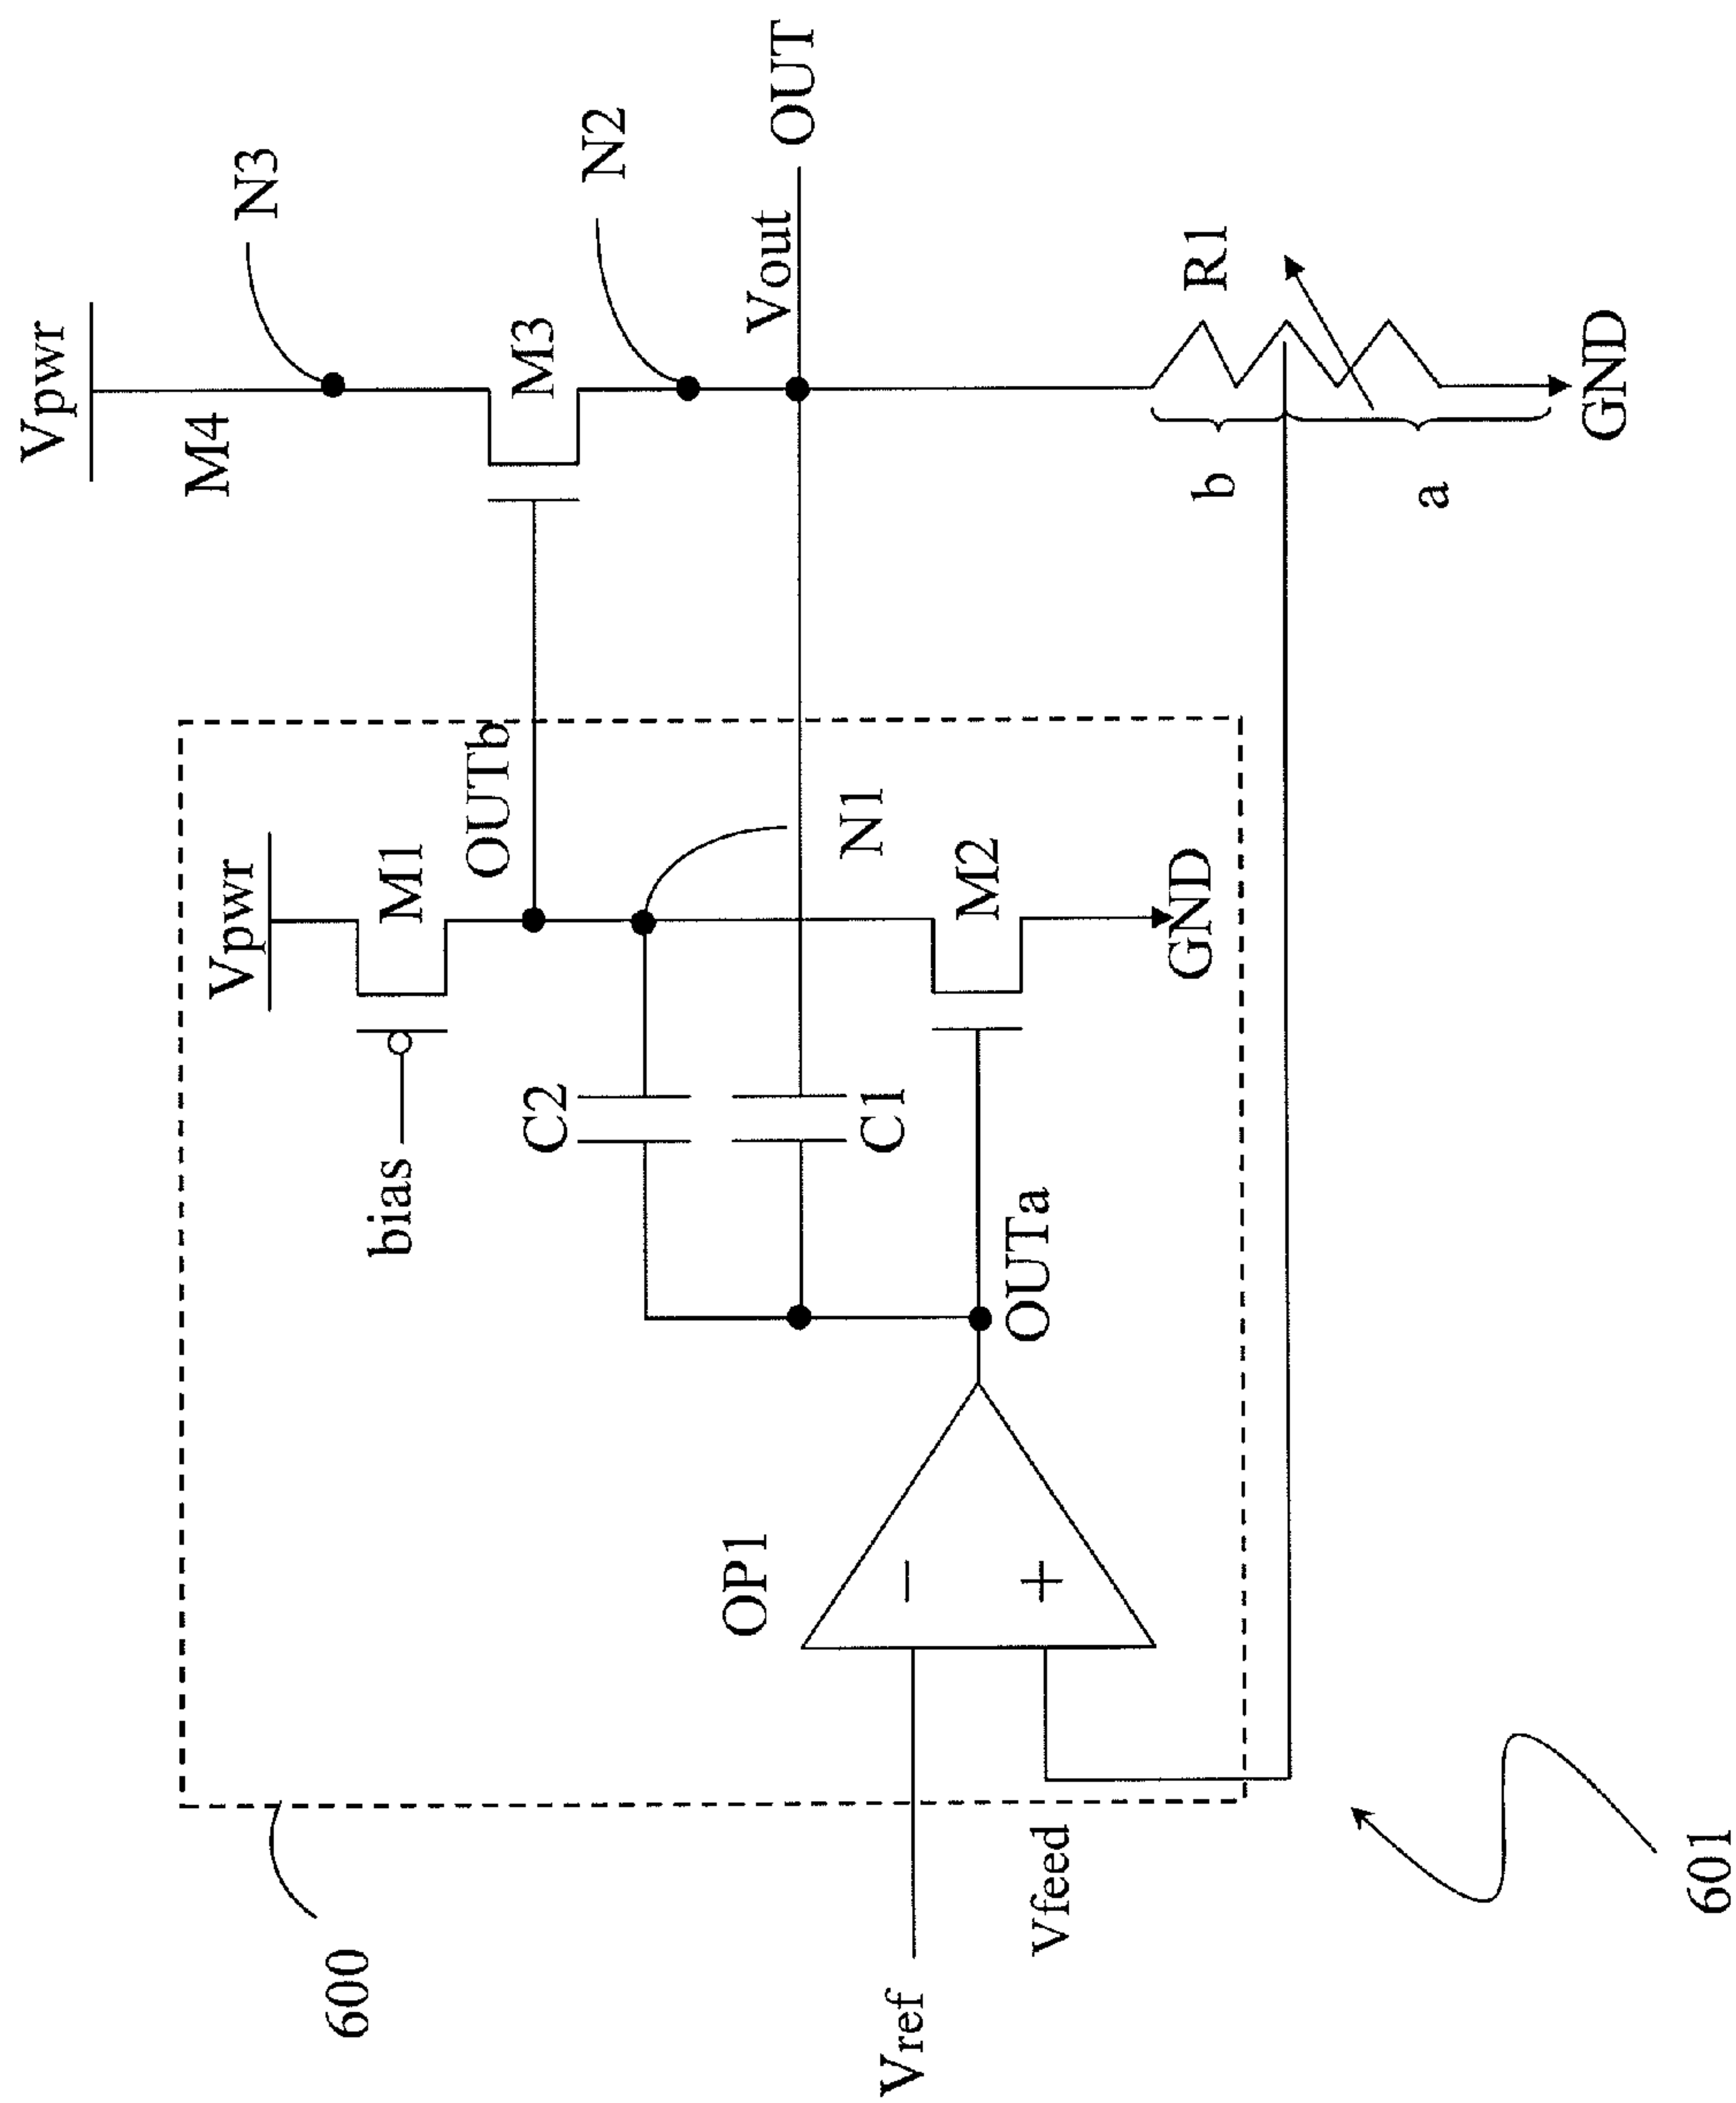 Vpwr
M4
N3
Vpwr
M1
bias
OUTb
M3
N2
C2
N1
Vout
OUT
C1
OP1
−
+
OUTa
M2
GND
Vref
Vfeed
b
R1
a
GND
600
601